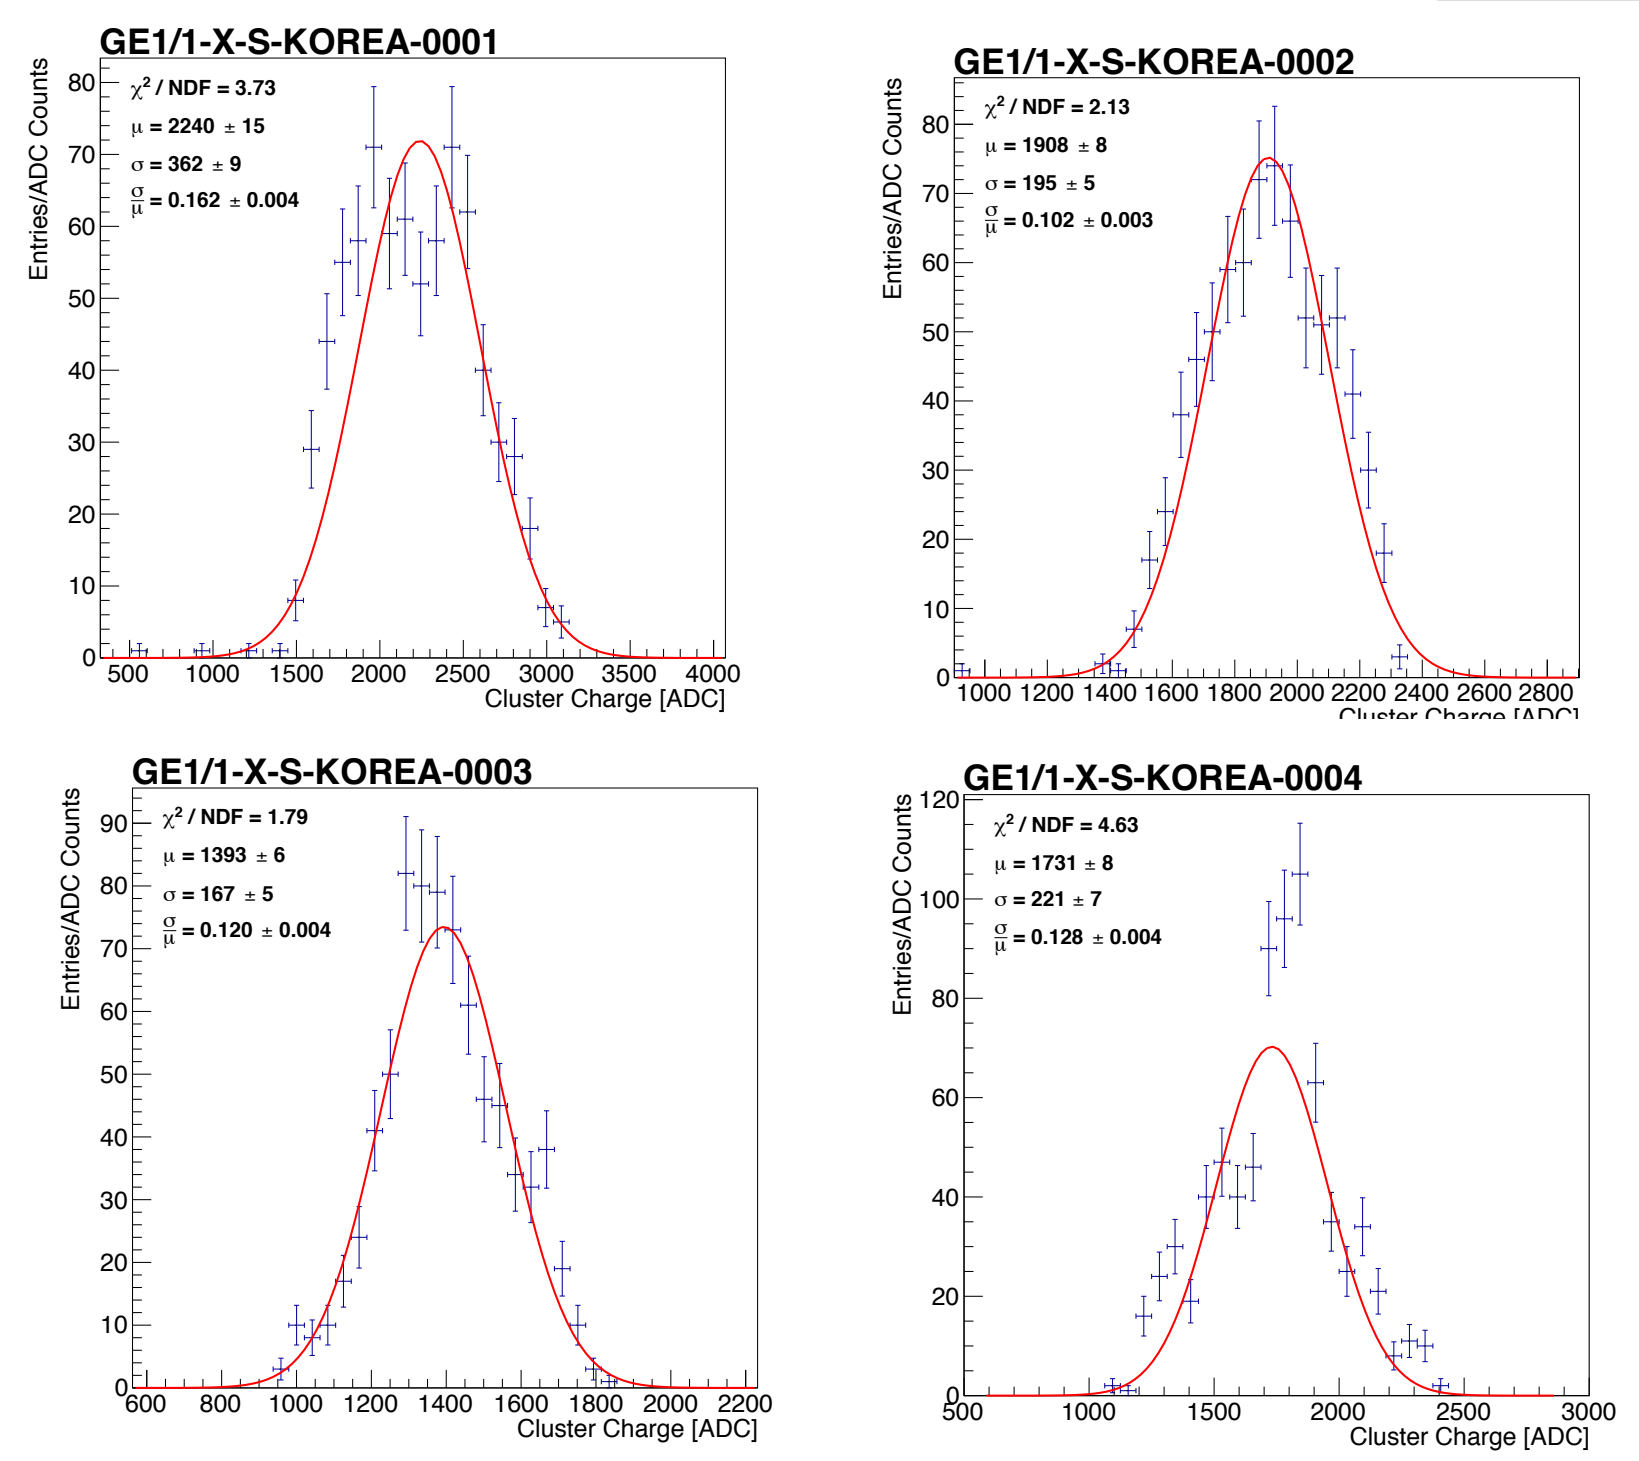 GE1/1-X-S-KOREA-0001
χ² / NDF = 3.73
μ = 2240 ± 15
σ = 362 ± 9
σ/μ = 0.162 ± 0.004
Entries/ADC Counts
80
70
60
50
40
30
20
10
0
500 1000 1500 2000 2500 3000 3500 4000
Cluster Charge [ADC]
GE1/1-X-S-KOREA-0002
χ² / NDF = 2.13
μ = 1908 ± 8
σ = 195 ± 5
σ/μ = 0.102 ± 0.003
Entries/ADC Counts
80
70
60
50
40
30
20
10
0
1000 1200 1400 1600 1800 2000 2200 2400 2600 2800
Cluster Charge [ADC]
GE1/1-X-S-KOREA-0003
χ² / NDF = 1.79
μ = 1393 ± 6
σ = 167 ± 5
σ/μ = 0.120 ± 0.004
Entries/ADC Counts
90
80
70
60
50
40
30
20
10
0
600 800 1000 1200 1400 1600 1800 2000 2200
Cluster Charge [ADC]
GE1/1-X-S-KOREA-0004
χ² / NDF = 4.63
μ = 1731 ± 8
σ = 221 ± 7
σ/μ = 0.128 ± 0.004
Entries/ADC Counts
120
100
80
60
40
20
0
500 1000 1500 2000 2500 3000
Cluster Charge [ADC]